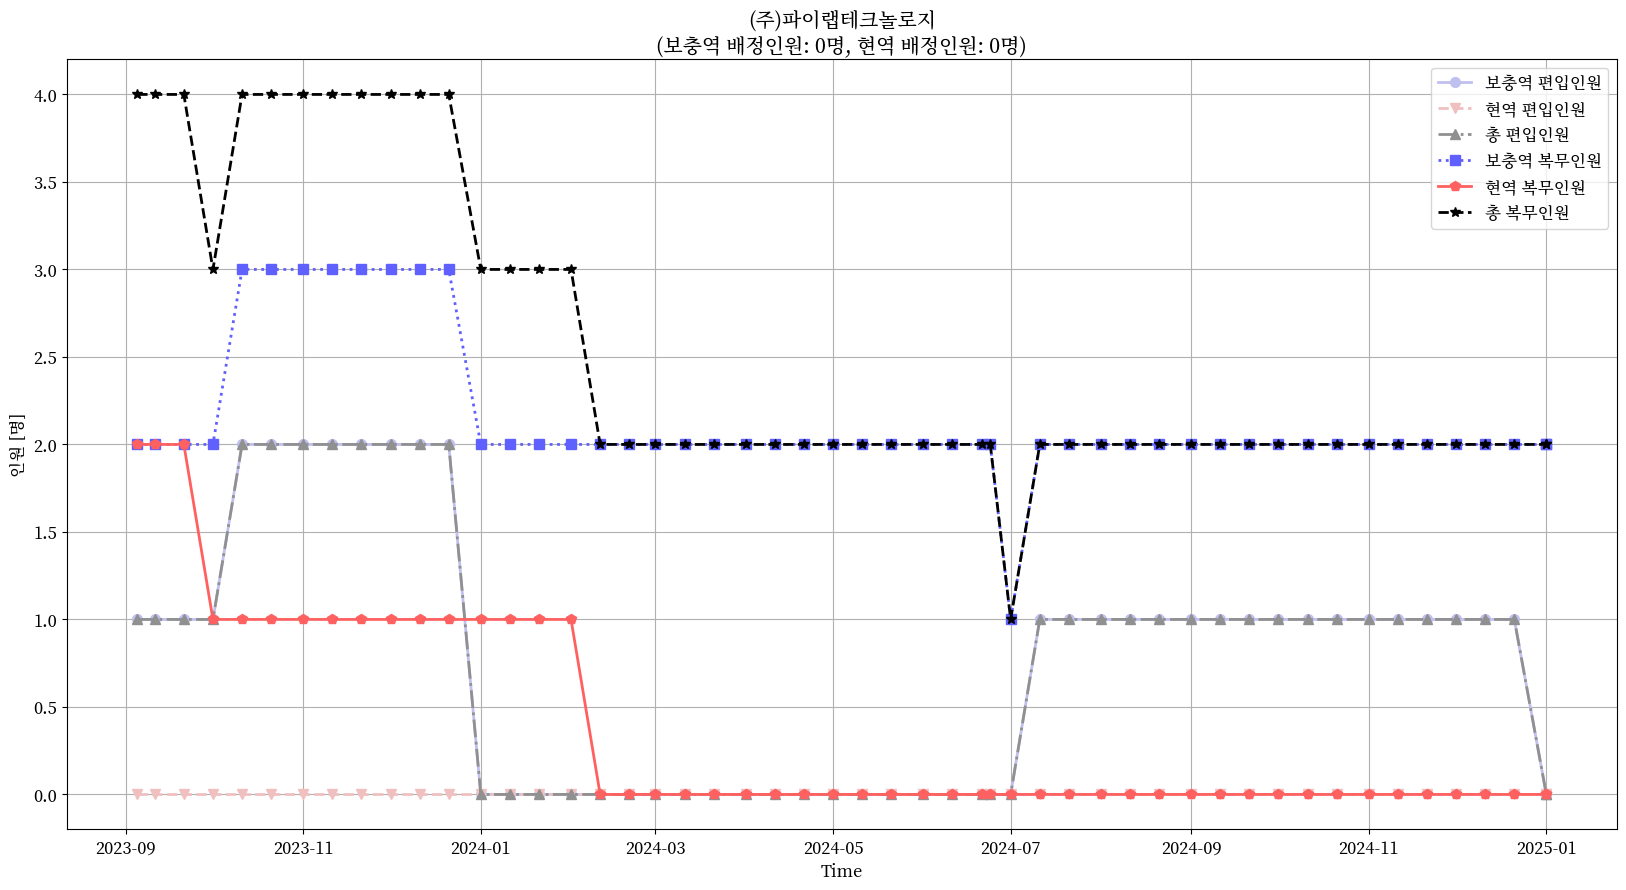 (주)파이랩테크놀로지
(보충역 배정인원: 0명, 현역 배정인원: 0명)
보충역 편입인원
현역 편입인원
총 편입인원
보충역 복무인원
현역 복무인원
총 복무인원
인원 [명]
4.0
3.5
3.0
2.5
2.0
1.5
1.0
0.5
0.0
2023-09
2023-11
2024-01
2024-03
2024-05
2024-07
2024-09
2024-11
2025-01
Time